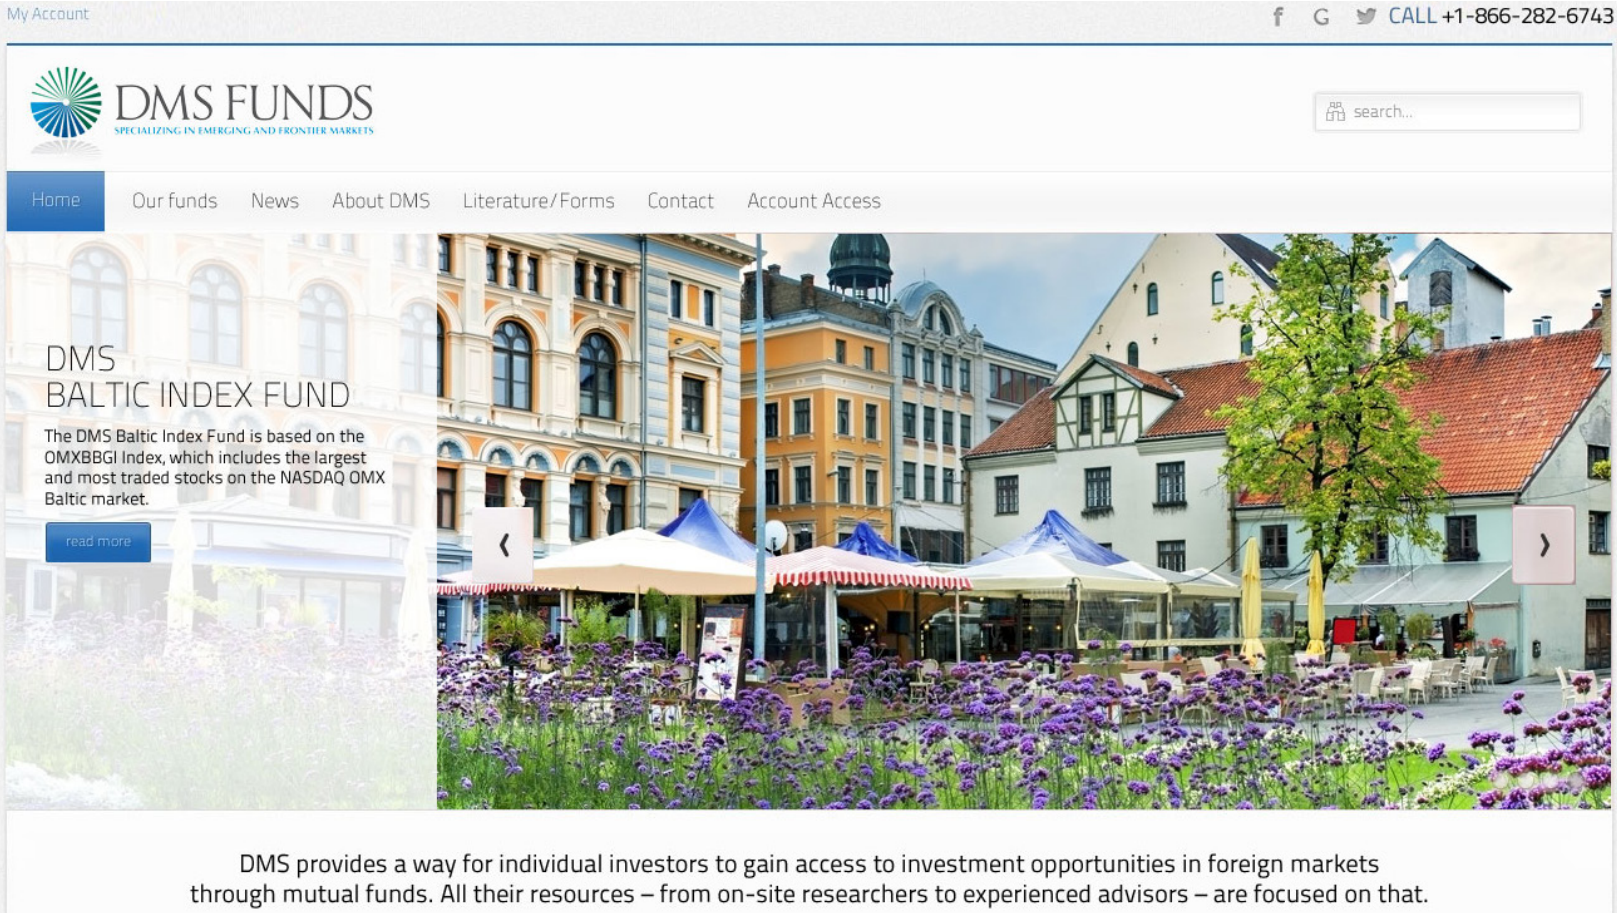 My Account
CALL +1-866-282-6743
DMS FUNDS
SPECIALIZING IN EMERGING AND FRONTIER MARKETS
search...
Home
Our funds
News
About DMS
Literature/Forms
Contact
Account Access
DMS
BALTIC INDEX FUND
The DMS Baltic Index Fund is based on the
OMXBBGI Index, which includes the largest
and most traded stocks on the NASDAQ OMX
Baltic market.
read more
DMS provides a way for individual investors to gain access to investment opportunities in foreign markets
through mutual funds. All their resources – from on-site researchers to experienced advisors – are focused on that.